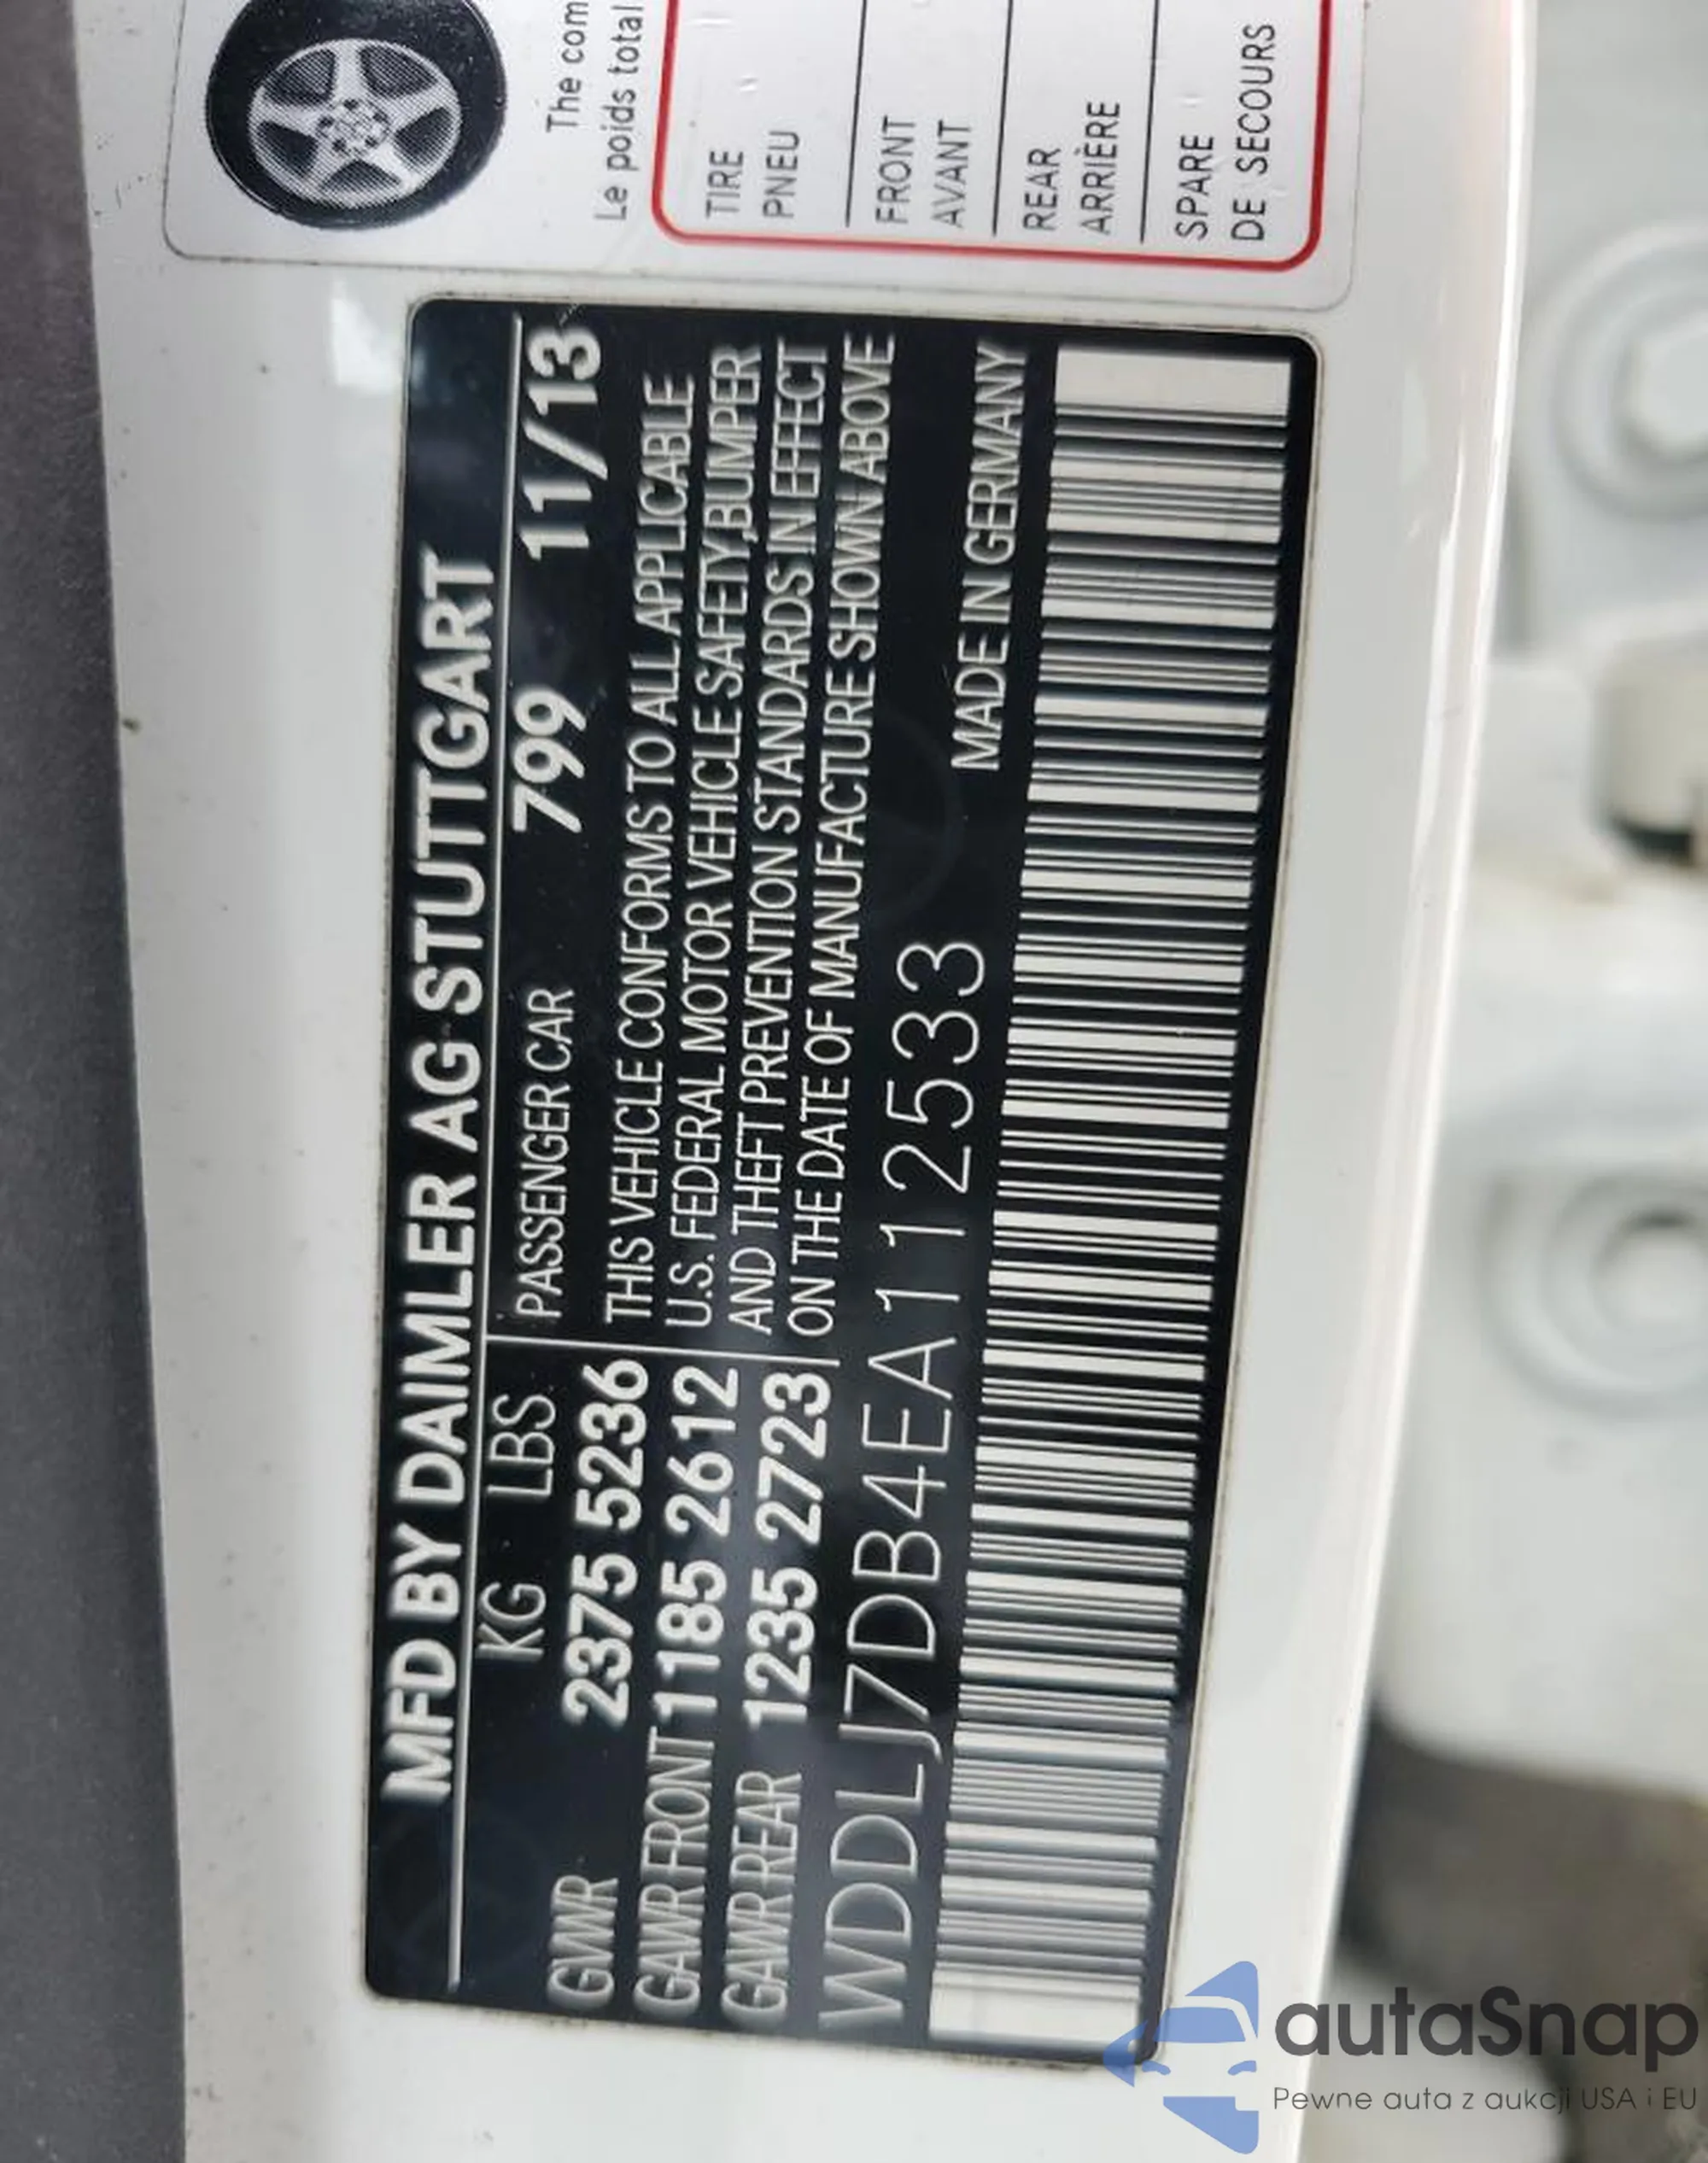 MFD BY DAIMLER AG STUTTGART
KG LBS PASSENGER CAR 799 11/13
GWR 2375 5236 THIS VEHICLE CONFORMS TO ALL APPLICABLE
GAWR FRONT 1185 2612 U.S. FEDERAL MOTOR VEHICLE SAFETY, BUMPER
GAWR REAR 1235 2723 AND THEFT PREVENTION STANDARDS IN EFFECT
ON THE DATE OF MANUFACTURE SHOWN ABOVE
WDDLJ7DB4EA112533
MADE IN GERMANY
The com
Le poids total
TIRE
PNEU
FRONT
AVANT
REAR
ARRIÈRE
SPARE
DE SECOURS
autaSnap
Pewne auta z aukcji USA i EU